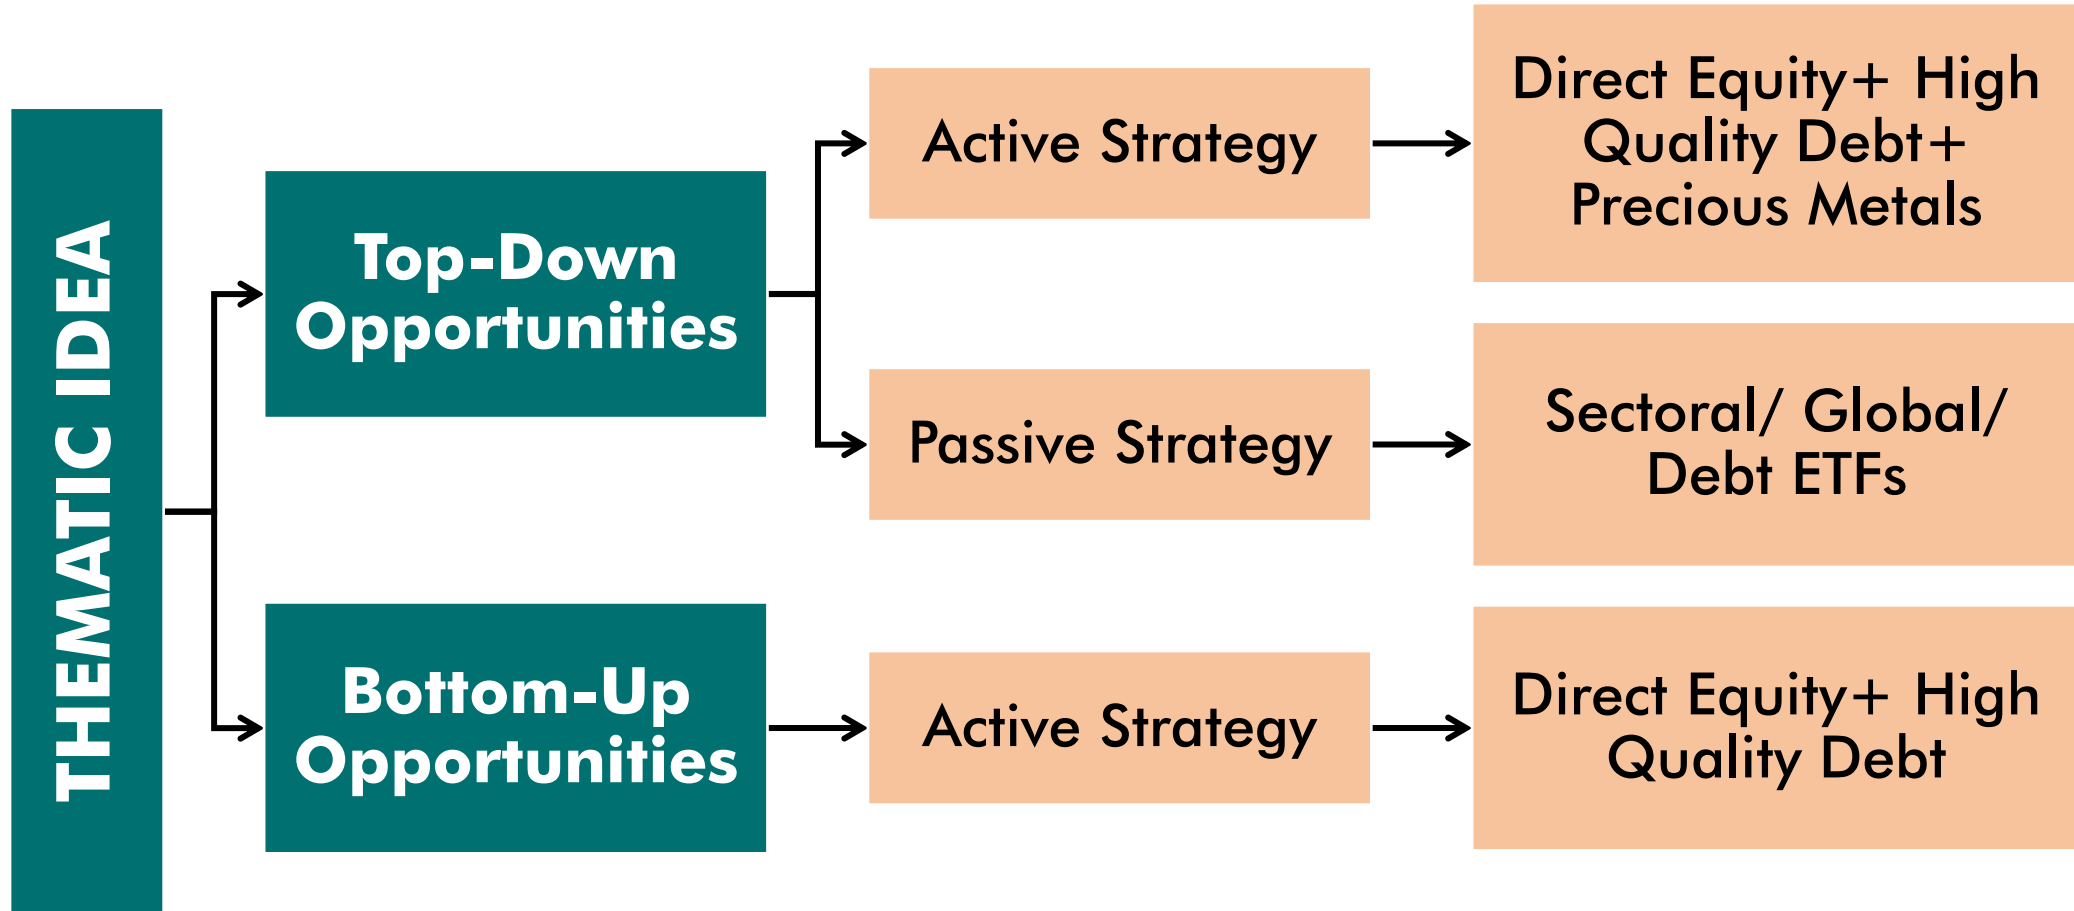 THEMATIC IDEA
Top-Down
Opportunities
Active Strategy
Direct Equity+ High
Quality Debt+
Precious Metals
Passive Strategy
Sectoral/ Global/
Debt ETFs
Bottom-Up
Opportunities
Active Strategy
Direct Equity+ High
Quality Debt